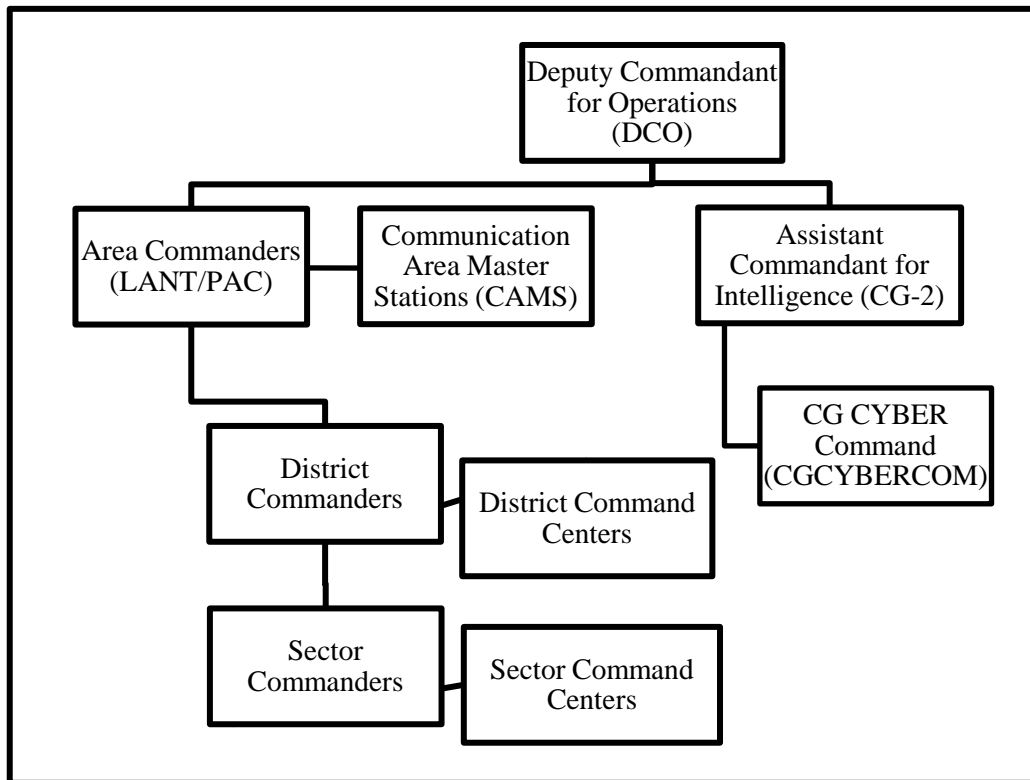 Deputy Commandant
for Operations
(DCO)
Area Commanders
(LANT/PAC)
Communication
Area Master
Stations (CAMS)
Assistant
Commandant for
Intelligence (CG-2)
CG CYBER
Command
(CGCYBERCOM)
District
Commanders
District Command
Centers
Sector
Commanders
Sector Command
Centers